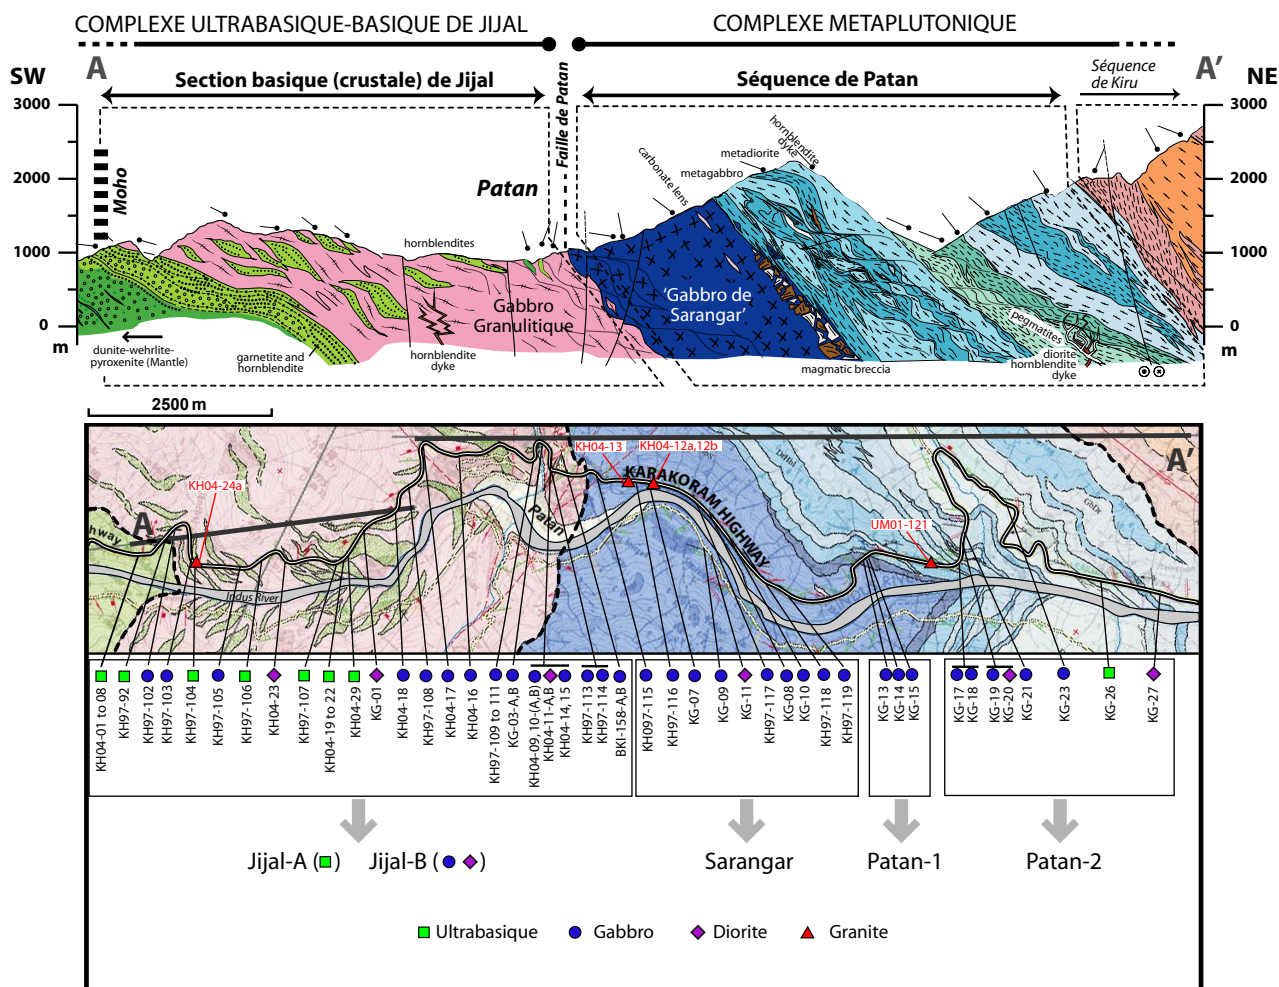 COMPLEXE ULTRABASIQUE-BASIQUE DE JIJAL
COMPLEXE METAPLUTONIQUE
SW
A
Section basique (crustale) de Jijal
Faille de Patan
Séquence de Patan
Séquence
de Kiru
A'
NE
3000
2000
1000
0
m
3000
2000
1000
0
m
Moho
Patan
hornblendites
carbonate lens
metagabbro
metadiorite
hornblendite
dyke
Gabbro
Granulitique
'Gabbro de
Sarangar'
dunite-wehrlite-
pyroxenite (Mantle)
garnetite and
hornblendite
hornblendite
dyke
magmatic breccia
pegmatites
diorite
hornblendite
dyke
2500 m
KH04-24a
KH04-13
KH04-12a,12b
UM01-121
A
A'
hway
KARAKORAM HIGHWAY
Patan
Indus River
KH04-01 to 08
KH97-92
KH97-102
KH97-103
KH97-104
KH97-105
KH97-106
KH04-23
KH97-107
KH04-19 to 22
KH04-29
KG-01
KH04-18
KH97-108
KH04-17
KH04-16
KH97-109 to 111
KG-03-A,B
KH04-09, 10-(A,B)
KH04-11-A,B
KH04-14, 15
KH97-113
KH97-114
BKI-158-A,B
KH097-115
KH97-116
KG-07
KG-09
KG-11
KH97-117
KG-08
KG-10
KH97-118
KH97-119
KG-13
KG-14
KG-15
KG-17
KG-18
KG-19
KG-20
KG-21
KG-23
KG-26
KG-27
Jijal-A ( )
Jijal-B ( )
Sarangar
Patan-1
Patan-2
Ultrabasique
Gabbro
Diorite
Granite